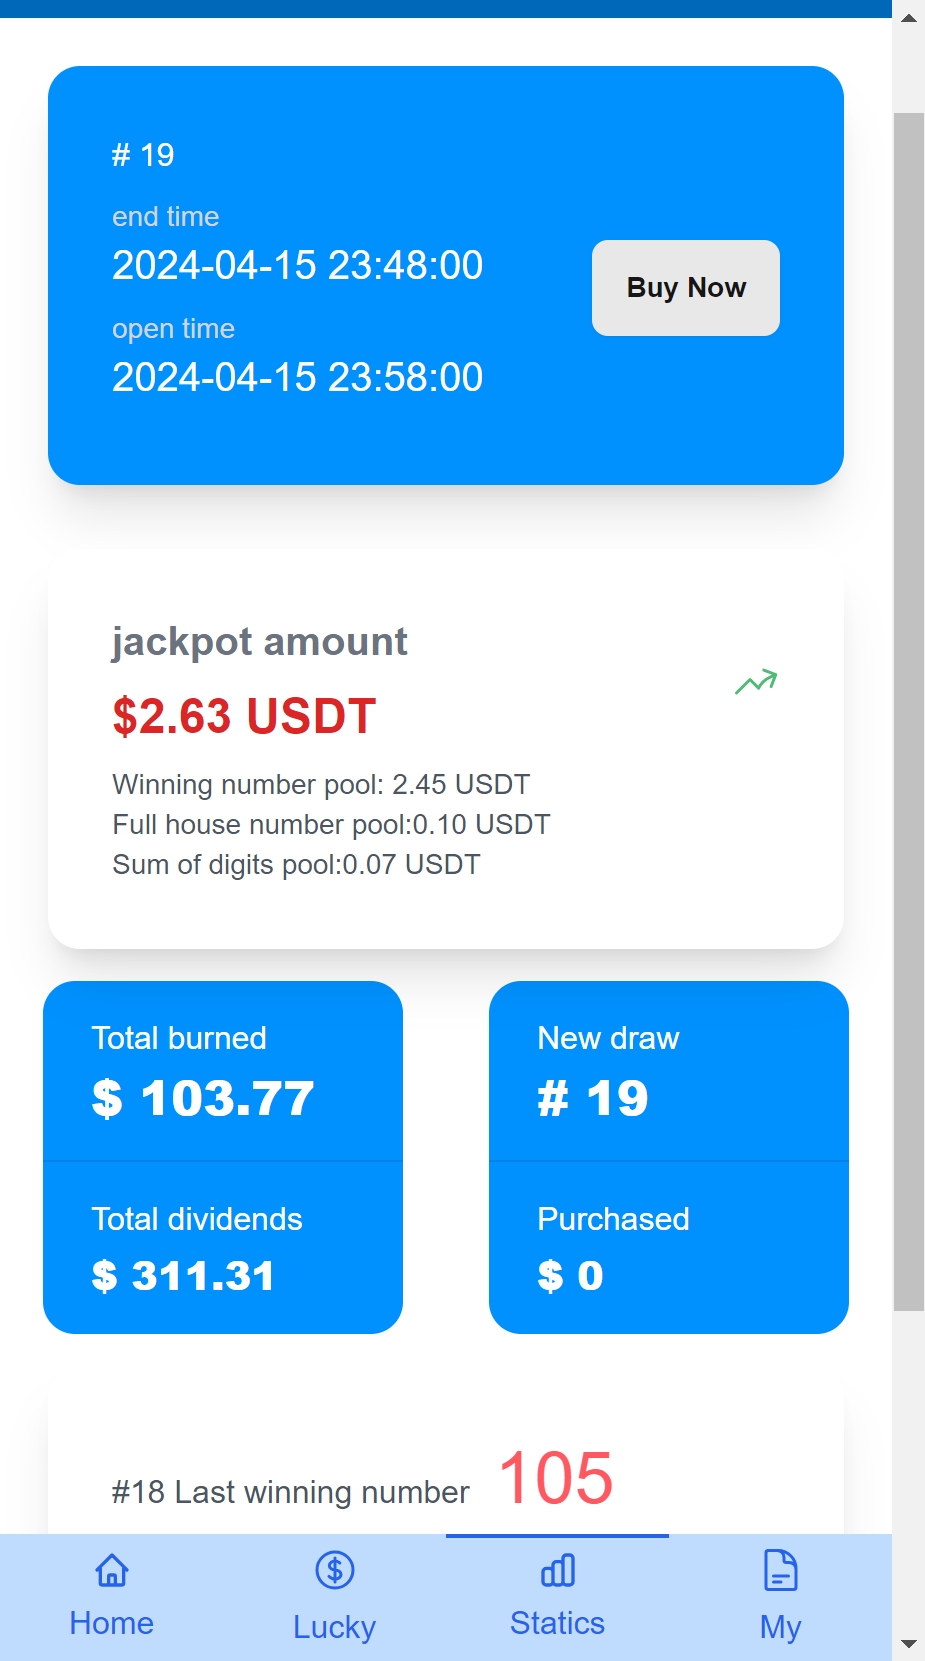 # 19
end time
2024-04-15 23:48:00
open time
2024-04-15 23:58:00
Buy Now
jackpot amount
$2.63 USDT
Winning number pool: 2.45 USDT
Full house number pool:0.10 USDT
Sum of digits pool:0.07 USDT
Total burned
$ 103.77
Total dividends
$ 311.31
New draw
# 19
Purchased
$ 0
#18 Last winning number 105
Home
Lucky
Statics
My